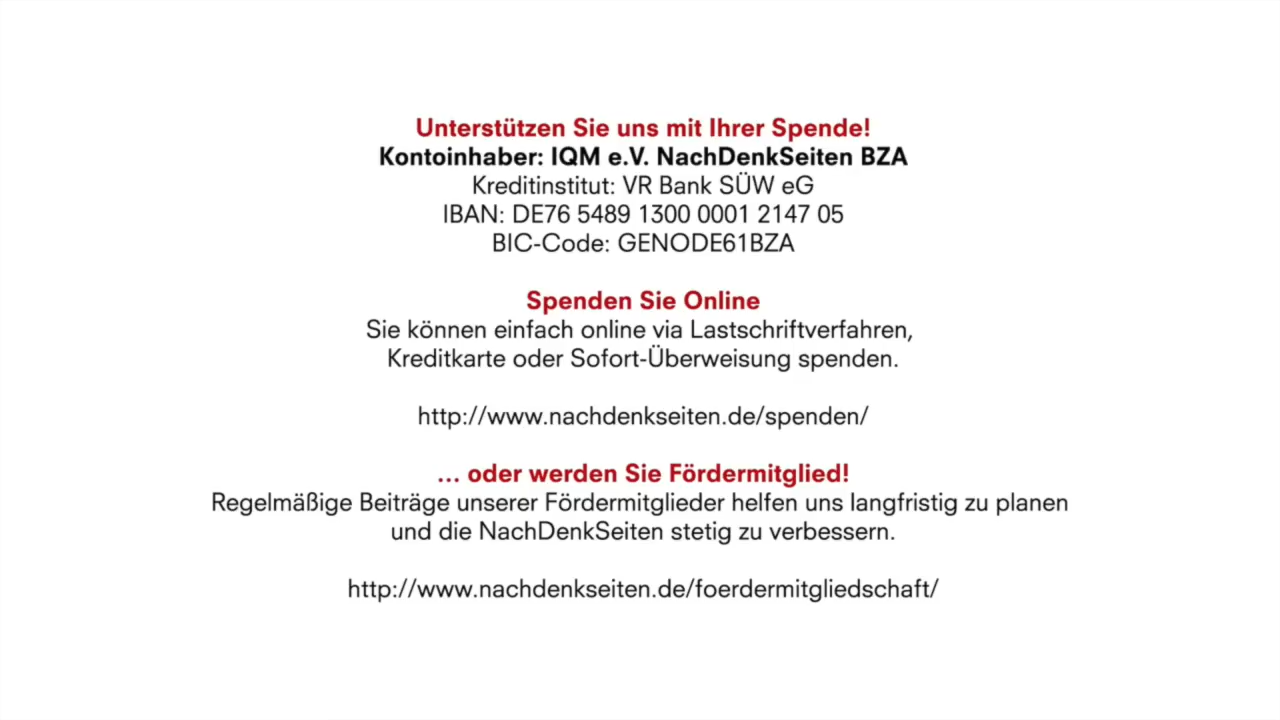 Unterstützen Sie uns mit Ihrer Spende!
Kontoinhaber: IQM e.V. NachDenkSeiten BZA
Kreditinstitut: VR Bank SÜW eG
IBAN: DE76 5489 1300 0001 2147 05
BIC-Code: GENODE61BZA
Spenden Sie Online
Sie können einfach online via Lastschriftverfahren,
Kreditkarte oder Sofort-Überweisung spenden.
http://www.nachdenkseiten.de/spenden/
... oder werden Sie Fördermitglied!
Regelmäßige Beiträge unserer Fördermitglieder helfen uns langfristig zu planen
und die NachDenkSeiten stetig zu verbessern.
http://www.nachdenkseiten.de/foerdermitgliedschaft/